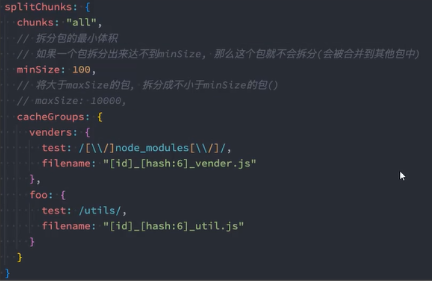 splitChunks: {
chunks: "all",
// 拆分包的最小体积
// 如果一个包拆分出来达不到minSize, 那么这个包就不会拆分(会被合并到其他包中)
minSize: 100,
// 将大于maxSize的包, 拆分成不小于minSize的包()
// maxSize: 10000,
cacheGroups: {
venders: {
test: /[\\/]node_modules[\\/]/,
filename: "[id]_[hash:6]_vender.js"
},
foo: {
test: /utils/,
filename: "[id]_[hash:6]_util.js"
}
}
}